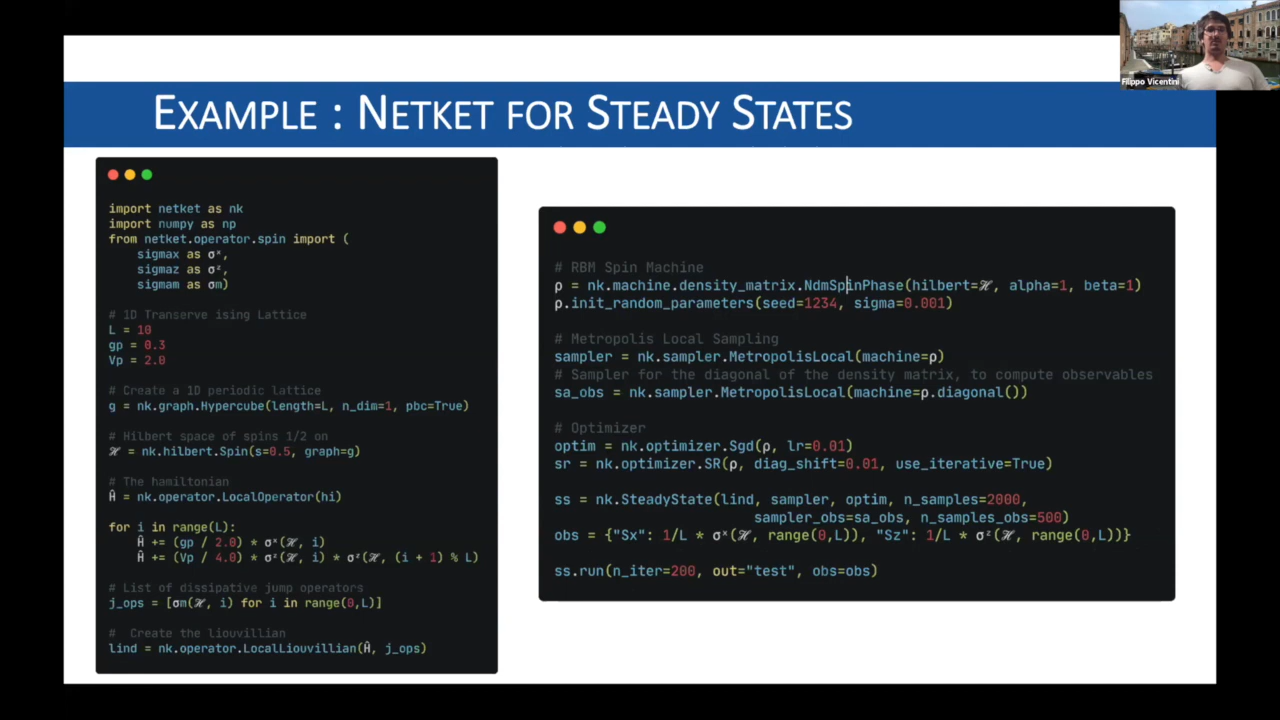 EXAMPLE : NETKET FOR STEADY STATES
Filippo Vicentini
import netket as nk
import numpy as np
from netket.operator.spin import (
    sigmax as σˣ,
    sigmaz as σᶻ,
    sigmam as σm)
# 1D Transerve ising Lattice
L = 10
gp = 0.3
Vp = 2.0
# Create a 1D periodic lattice
g = nk.graph.Hypercube(length=L, n_dim=1, pbc=True)
# Hilbert space of spins 1/2 on
ℋ = nk.hilbert.Spin(s=0.5, graph=g)
# The hamiltonian
Ĥ = nk.operator.LocalOperator(hi)
for i in range(L):
    Ĥ += (gp / 2.0) * σˣ(ℋ, i)
    Ĥ += (Vp / 4.0) * σᶻ(ℋ, i) * σᶻ(ℋ, (i + 1) % L)
# List of dissipative jump operators
j_ops = [σm(ℋ, i) for i in range(0,L)]
#  Create the liouvillian
lind = nk.operator.LocalLiouvillian(Ĥ, j_ops)
# RBM Spin Machine
ρ = nk.machine.density_matrix.NdmSpinPhase(hilbert=ℋ, alpha=1, beta=1)
ρ.init_random_parameters(seed=1234, sigma=0.001)
# Metropolis Local Sampling
sampler = nk.sampler.MetropolisLocal(machine=ρ)
# Sampler for the diagonal of the density matrix, to compute observables
sa_obs = nk.sampler.MetropolisLocal(machine=ρ.diagonal())
# Optimizer
optim = nk.optimizer.Sgd(ρ, lr=0.01)
sr = nk.optimizer.SR(ρ, diag_shift=0.01, use_iterative=True)
ss = nk.SteadyState(lind, sampler, optim, n_samples=2000,
                    sampler_obs=sa_obs, n_samples_obs=500)
obs = {"Sx": 1/L * σˣ(ℋ, range(0,L)), "Sz": 1/L * σᶻ(ℋ, range(0,L))}
ss.run(n_iter=200, out="test", obs=obs)